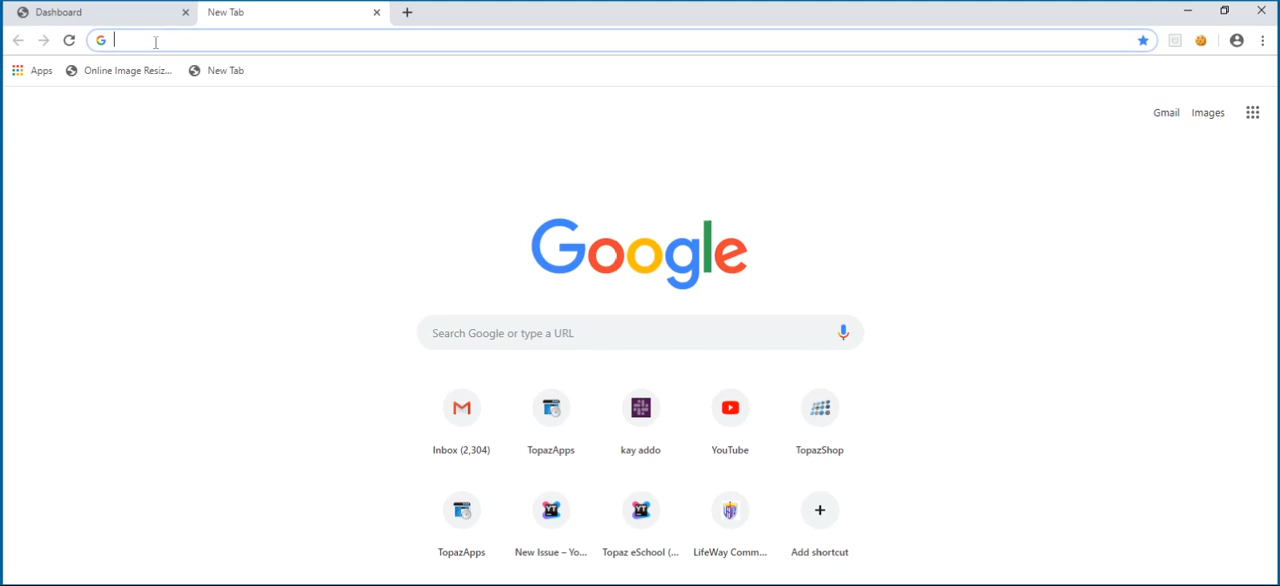 Dashboard
New Tab
Apps
Online Image Resiz...
New Tab
Gmail
Images
Google
Search Google or type a URL
Inbox (2,304)
TopazApps
kay addo
YouTube
TopazShop
TopazApps
New Issue – Yo...
Topaz eSchool (...
LifeWay Comm...
Add shortcut